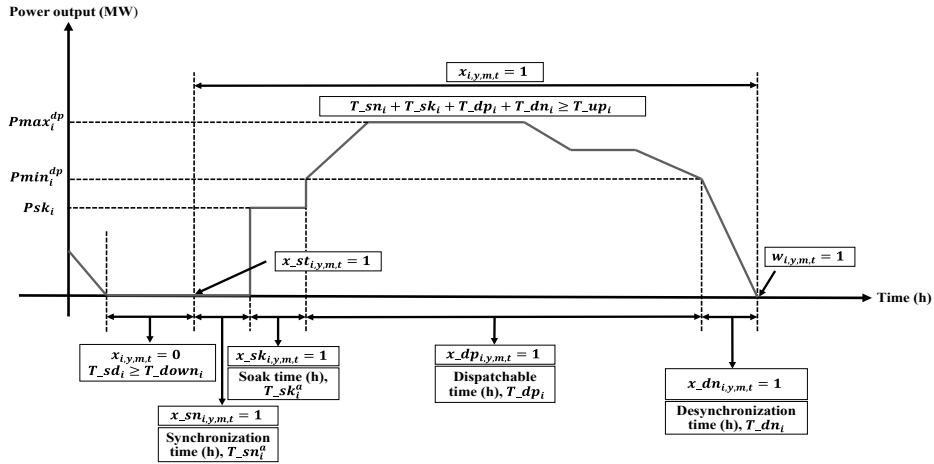 Power output (MW)
x_{i,y,m,t} = 1
T_sn_i + T_sk_i + T_dp_i + T_dn_i ≥ T_up_i
Pmax_i^{dp}
Pmin_i^{dp}
Psk_i
x_st_{i,y,m,t} = 1
w_{i,y,m,t} = 1
Time (h)
x_{i,y,m,t} = 0
T_sd_i ≥ T_down_i
x_sk_{i,y,m,t} = 1
Soak time (h),
T_sk_i^a
x_dp_{i,y,m,t} = 1
Dispatchable
time (h), T_dp_i
x_dn_{i,y,m,t} = 1
Desynchronization
time (h), T_dn_i
x_sn_{i,y,m,t} = 1
Synchronization
time (h), T_sn_i^a